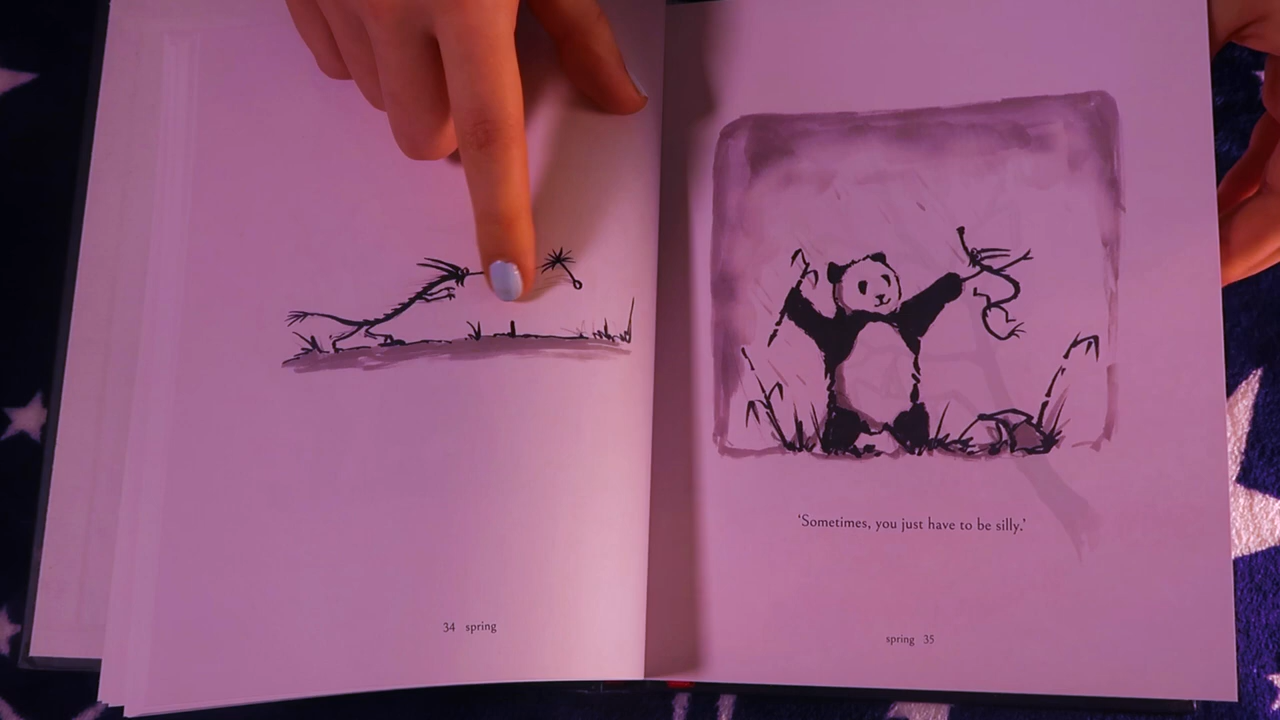 34 spring
‘Sometimes, you just have to be silly.’
spring 35